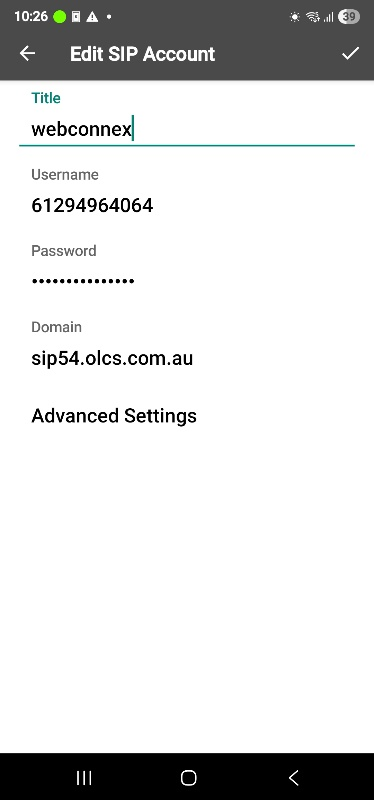 10:26
39
Edit SIP Account
Title
webconnex
Username
61294964064
Password
•••••••••••••••
Domain
sip54.olcs.com.au
Advanced Settings